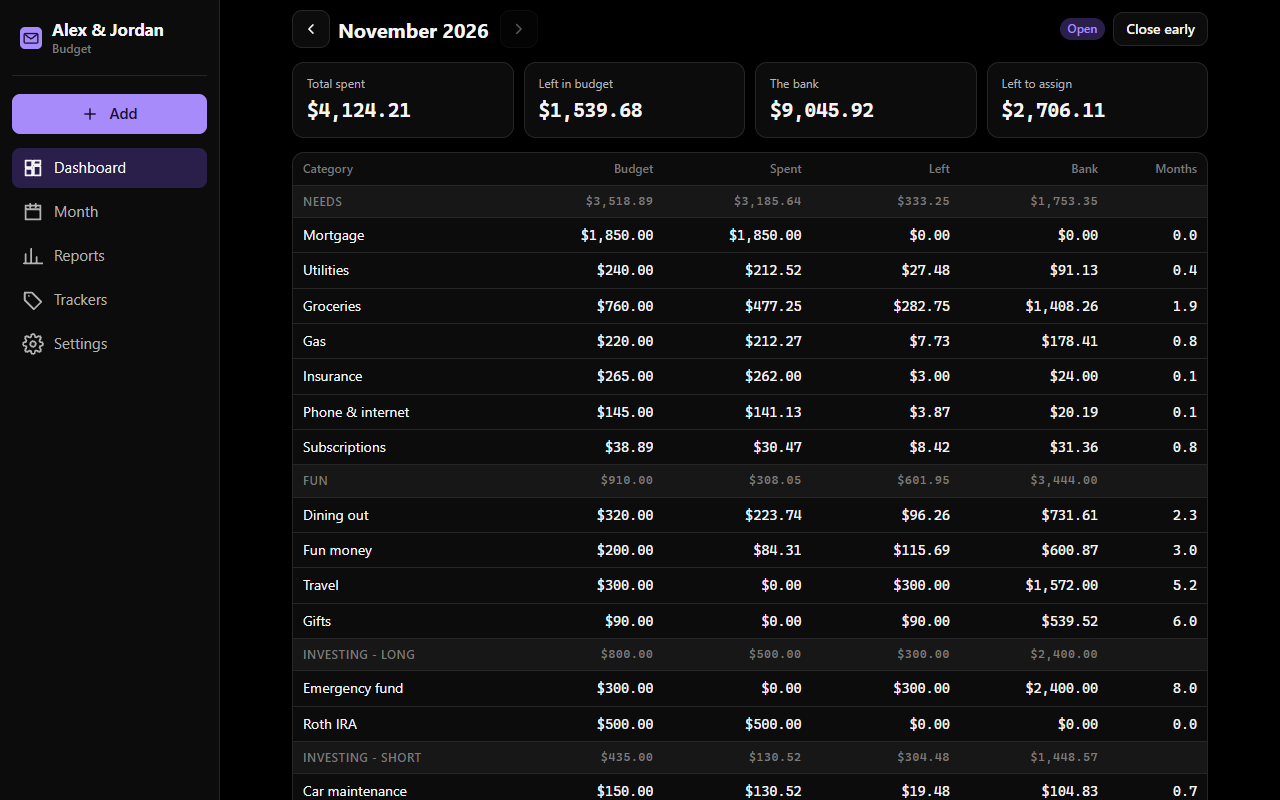 Alex & Jordan
Budget
+ Add
Dashboard
Month
Reports
Trackers
Settings
November 2026
Open
Close early
Total spent
$4,124.21
Left in budget
$1,539.68
The bank
$9,045.92
Left to assign
$2,706.11
Category Budget Spent Left Bank Months
NEEDS $3,518.89 $3,185.64 $333.25 $1,753.35
Mortgage $1,850.00 $1,850.00 $0.00 $0.00 0.0
Utilities $240.00 $212.52 $27.48 $91.13 0.4
Groceries $760.00 $477.25 $282.75 $1,408.26 1.9
Gas $220.00 $212.27 $7.73 $178.41 0.8
Insurance $265.00 $262.00 $3.00 $24.00 0.1
Phone & internet $145.00 $141.13 $3.87 $20.19 0.1
Subscriptions $38.89 $30.47 $8.42 $31.36 0.8
FUN $910.00 $308.05 $601.95 $3,444.00
Dining out $320.00 $223.74 $96.26 $731.61 2.3
Fun money $200.00 $84.31 $115.69 $600.87 3.0
Travel $300.00 $0.00 $300.00 $1,572.00 5.2
Gifts $90.00 $0.00 $90.00 $539.52 6.0
INVESTING - LONG $800.00 $500.00 $300.00 $2,400.00
Emergency fund $300.00 $0.00 $300.00 $2,400.00 8.0
Roth IRA $500.00 $500.00 $0.00 $0.00 0.0
INVESTING - SHORT $435.00 $130.52 $304.48 $1,448.57
Car maintenance $150.00 $130.52 $19.48 $104.83 0.7